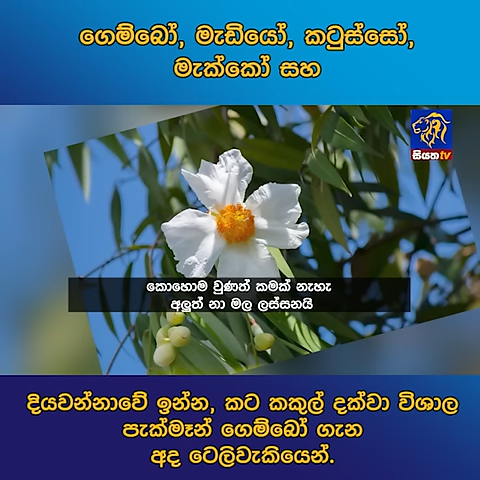 ගෙම්බෝ, මැඩියෝ, කටුස්සෝ,
මැක්කෝ සහ
සියත tv
කොහොම වුණත් කමක් නැහැ
අලුත් නා මල ලස්සනයි
දියවන්නාවේ ඉන්න, කට කකුල් දක්වා විශාල
පැක්මෑන් ගෙම්බෝ ගැන
අද ටෙලිවැකියෙන්.